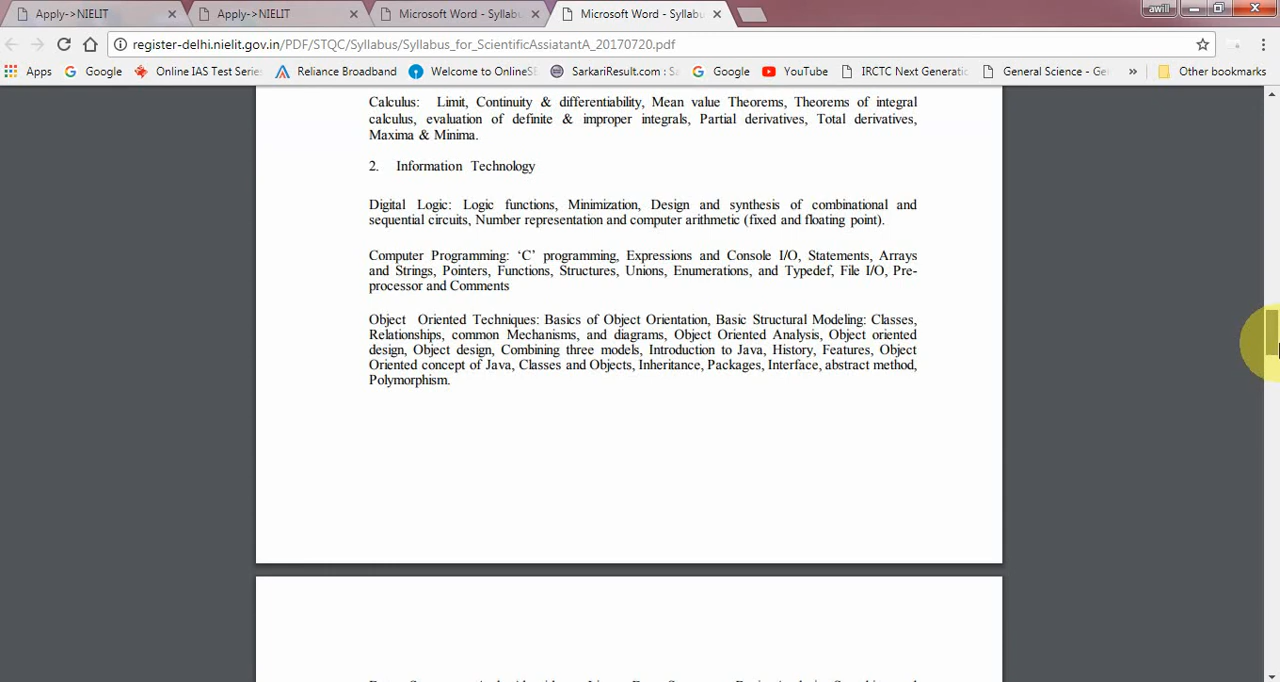 Apply->NIELIT
Apply->NIELIT
Microsoft Word - Syllabu
Microsoft Word - Syllabu
awill
register-delhi.nielit.gov.in/PDF/STQC/Syllabus/Syllabus_for_ScientificAssiatantA_20170720.pdf
Apps
Google
Online IAS Test Serie
Reliance Broadband
Welcome to OnlineSB
SarkariResult.com : Sa
Google
YouTube
IRCTC Next Generatio
General Science - Ge
»
Other bookmarks
Calculus: Limit, Continuity & differentiability, Mean value Theorems, Theorems of integral
calculus, evaluation of definite & improper integrals, Partial derivatives, Total derivatives,
Maxima & Minima.
2. Information Technology
Digital Logic: Logic functions, Minimization, Design and synthesis of combinational and
sequential circuits, Number representation and computer arithmetic (fixed and floating point).
Computer Programming: ‘C’ programming, Expressions and Console I/O, Statements, Arrays
and Strings, Pointers, Functions, Structures, Unions, Enumerations, and Typedef, File I/O, Pre-
processor and Comments
Object Oriented Techniques: Basics of Object Orientation, Basic Structural Modeling: Classes,
Relationships, common Mechanisms, and diagrams, Object Oriented Analysis, Object oriented
design, Object design, Combining three models, Introduction to Java, History, Features, Object
Oriented concept of Java, Classes and Objects, Inheritance, Packages, Interface, abstract method,
Polymorphism.